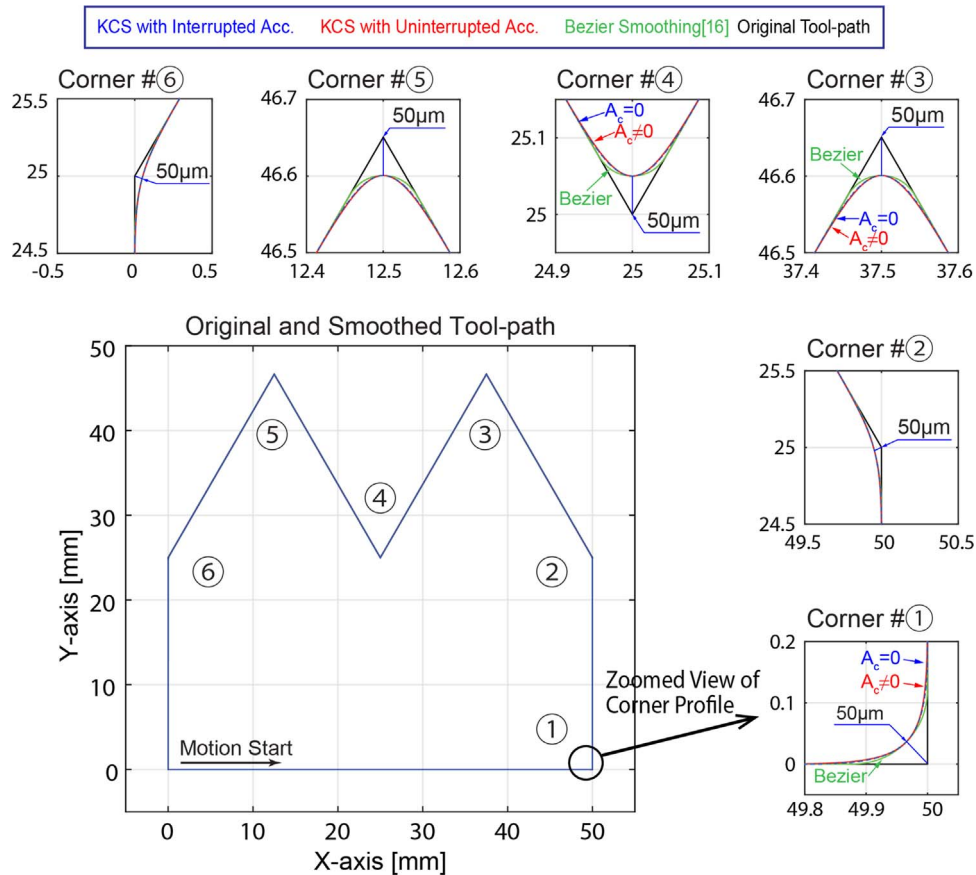 KCS with Interrupted Acc. KCS with Uninterrupted Acc. Bezier Smoothing[16] Original Tool-path
Corner #⑥
25.5
25
24.5
-0.5 0 0.5
50µm
Corner #⑤
46.7
46.6
46.5
12.4 12.5 12.6
50µm
Corner #④
25.1
25
24.9 25 25.1
A_c=0
A_c≠0
Bezier
50µm
Corner #③
46.7
46.6
46.5
37.4 37.5 37.6
50µm
Bezier
A_c=0
A_c≠0
Original and Smoothed Tool-path
50
40
30
20
10
0
0 10 20 30 40 50
Y-axis [mm]
X-axis [mm]
⑤
③
④
⑥
②
①
Motion Start
Zoomed View of
Corner Profile
Corner #②
25.5
25
24.5
49.5 50 50.5
50µm
Corner #①
0.2
0.1
0
49.8 49.9 50
A_c=0
A_c≠0
50µm
Bezier